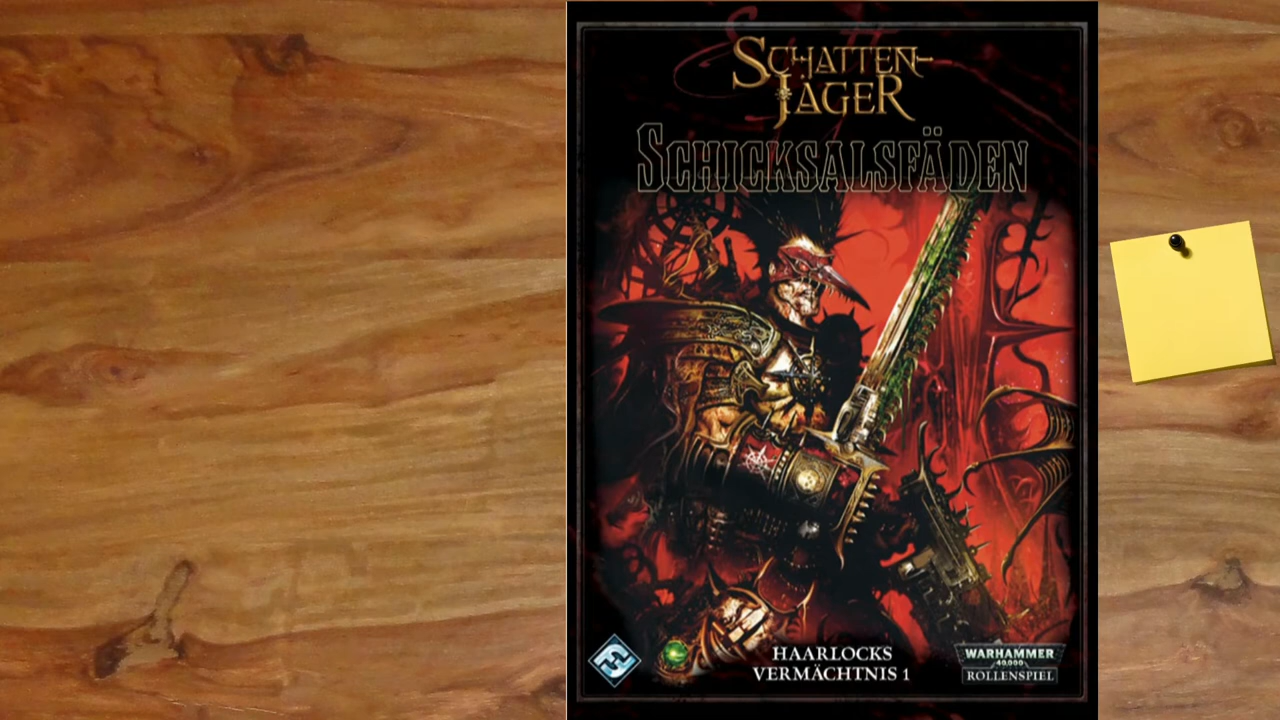 SCHATTEN-
JÄGER
SCHICKSALSFÄDEN
HAARLOCKS
VERMÄCHTNIS 1
WARHAMMER
40,000
ROLLENSPIEL